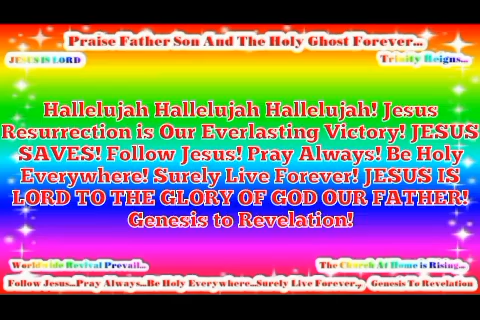 Praise Father Son And The Holy Ghost Forever...
JESUS IS LORD
Trinity Reigns...
Hallelujah Hallelujah Hallelujah! Jesus
Resurrection is Our Everlasting Victory! JESUS
SAVES! Follow Jesus! Pray Always! Be Holy
Everywhere! Surely Live Forever! JESUS IS
LORD TO THE GLORY OF GOD OUR FATHER!
Genesis to Revelation!
Worldwide Revival Prevail...
The Church At Home is Rising...
Follow Jesus...Pray Always...Be Holy Everywhere...Surely Live Forever...
Genesis To Revelation